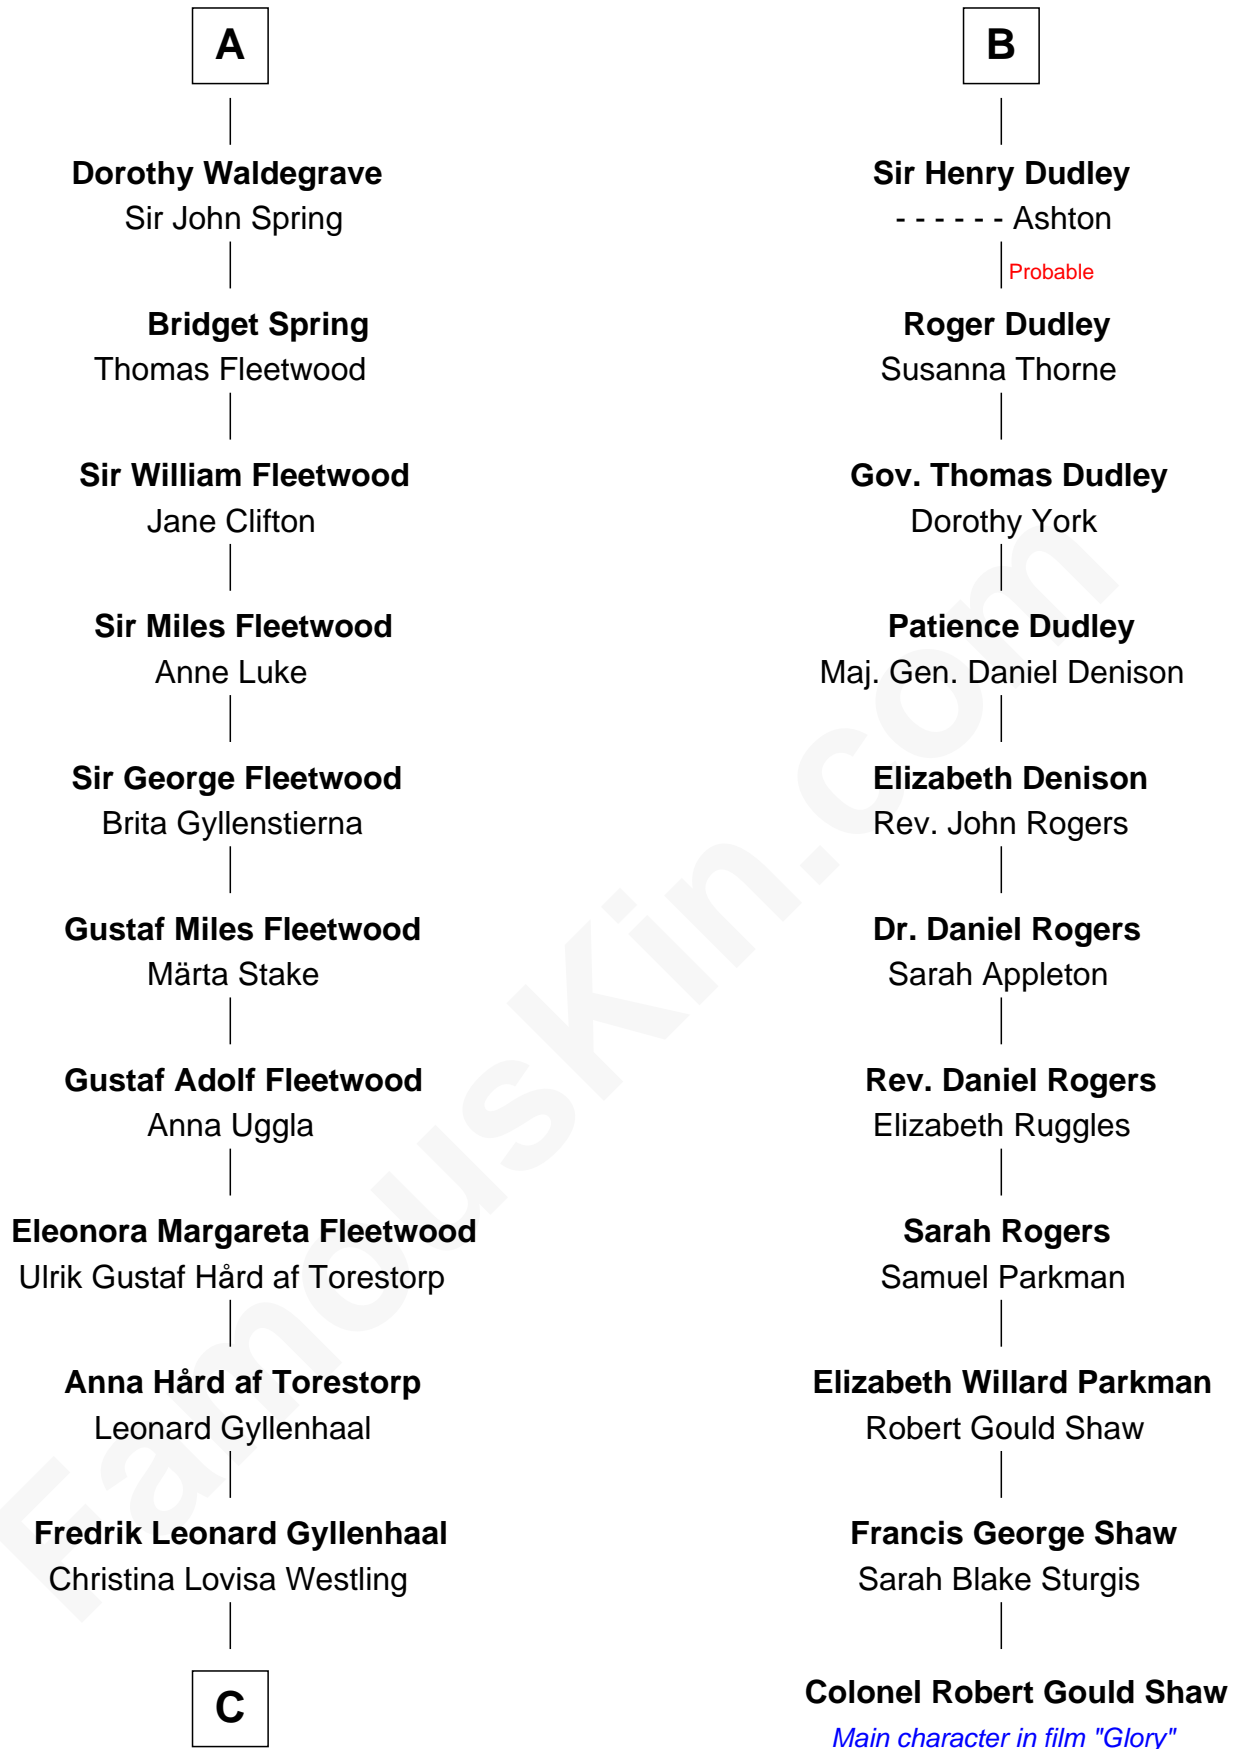 A
Dorothy Waldegrave
Sir John Spring
Bridget Spring
Thomas Fleetwood
Sir William Fleetwood
Jane Clifton
Sir Miles Fleetwood
Anne Luke
Sir George Fleetwood
Brita Gyllenstierna
Gustaf Miles Fleetwood
Märta Stake
Gustaf Adolf Fleetwood
Anna Uggla
Eleonora Margareta Fleetwood
Ulrik Gustaf Hård af Torestorp
Anna Hård af Torestorp
Leonard Gyllenhaal
Fredrik Leonard Gyllenhaal
Christina Lovisa Westling
C
B
Sir Henry Dudley
- - - - - - Ashton
Probable
Roger Dudley
Susanna Thorne
Gov. Thomas Dudley
Dorothy York
Patience Dudley
Maj. Gen. Daniel Denison
Elizabeth Denison
Rev. John Rogers
Dr. Daniel Rogers
Sarah Appleton
Rev. Daniel Rogers
Elizabeth Ruggles
Sarah Rogers
Samuel Parkman
Elizabeth Willard Parkman
Robert Gould Shaw
Francis George Shaw
Sarah Blake Sturgis
Colonel Robert Gould Shaw
Main character in film "Glory"
FamousKin.com